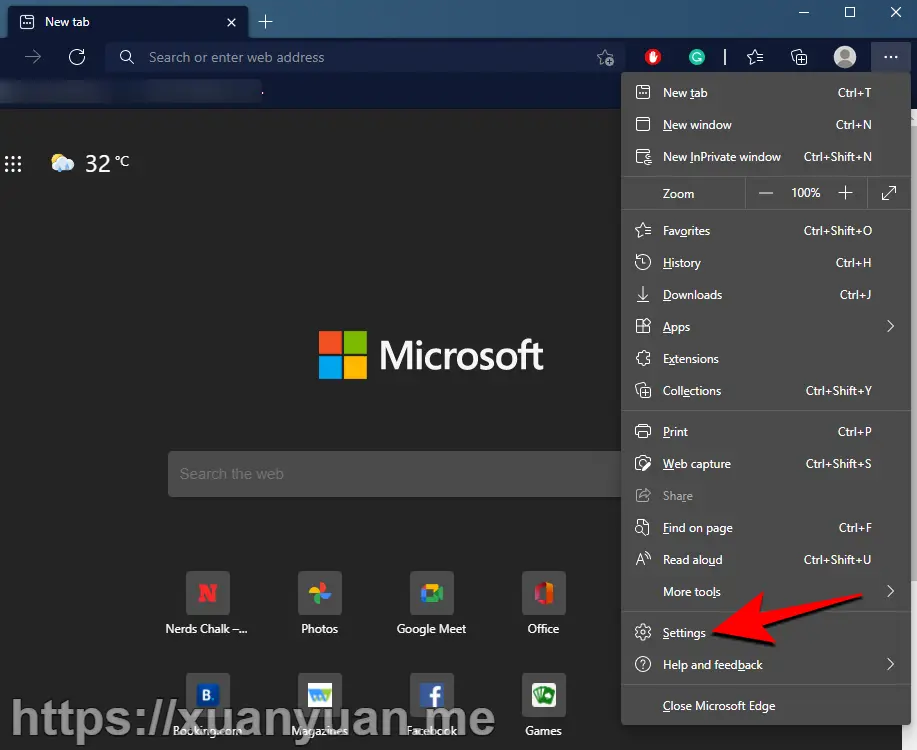 New tab
Search or enter web address
New tab Ctrl+T
New window Ctrl+N
New InPrivate window Ctrl+Shift+N
Zoom 100%
Favorites Ctrl+Shift+O
History Ctrl+H
Downloads Ctrl+J
Apps
Extensions
Collections Ctrl+Shift+Y
Print Ctrl+P
Web capture Ctrl+Shift+S
Share
Find on page Ctrl+F
Read aloud Ctrl+Shift+U
More tools
Settings
Help and feedback
Close Microsoft Edge
32 °C
Microsoft
Search the web
Nerds Chalk –... Photos Google Meet Office
Booking.com Magazines Facebook Games
https://xuanyuan.me